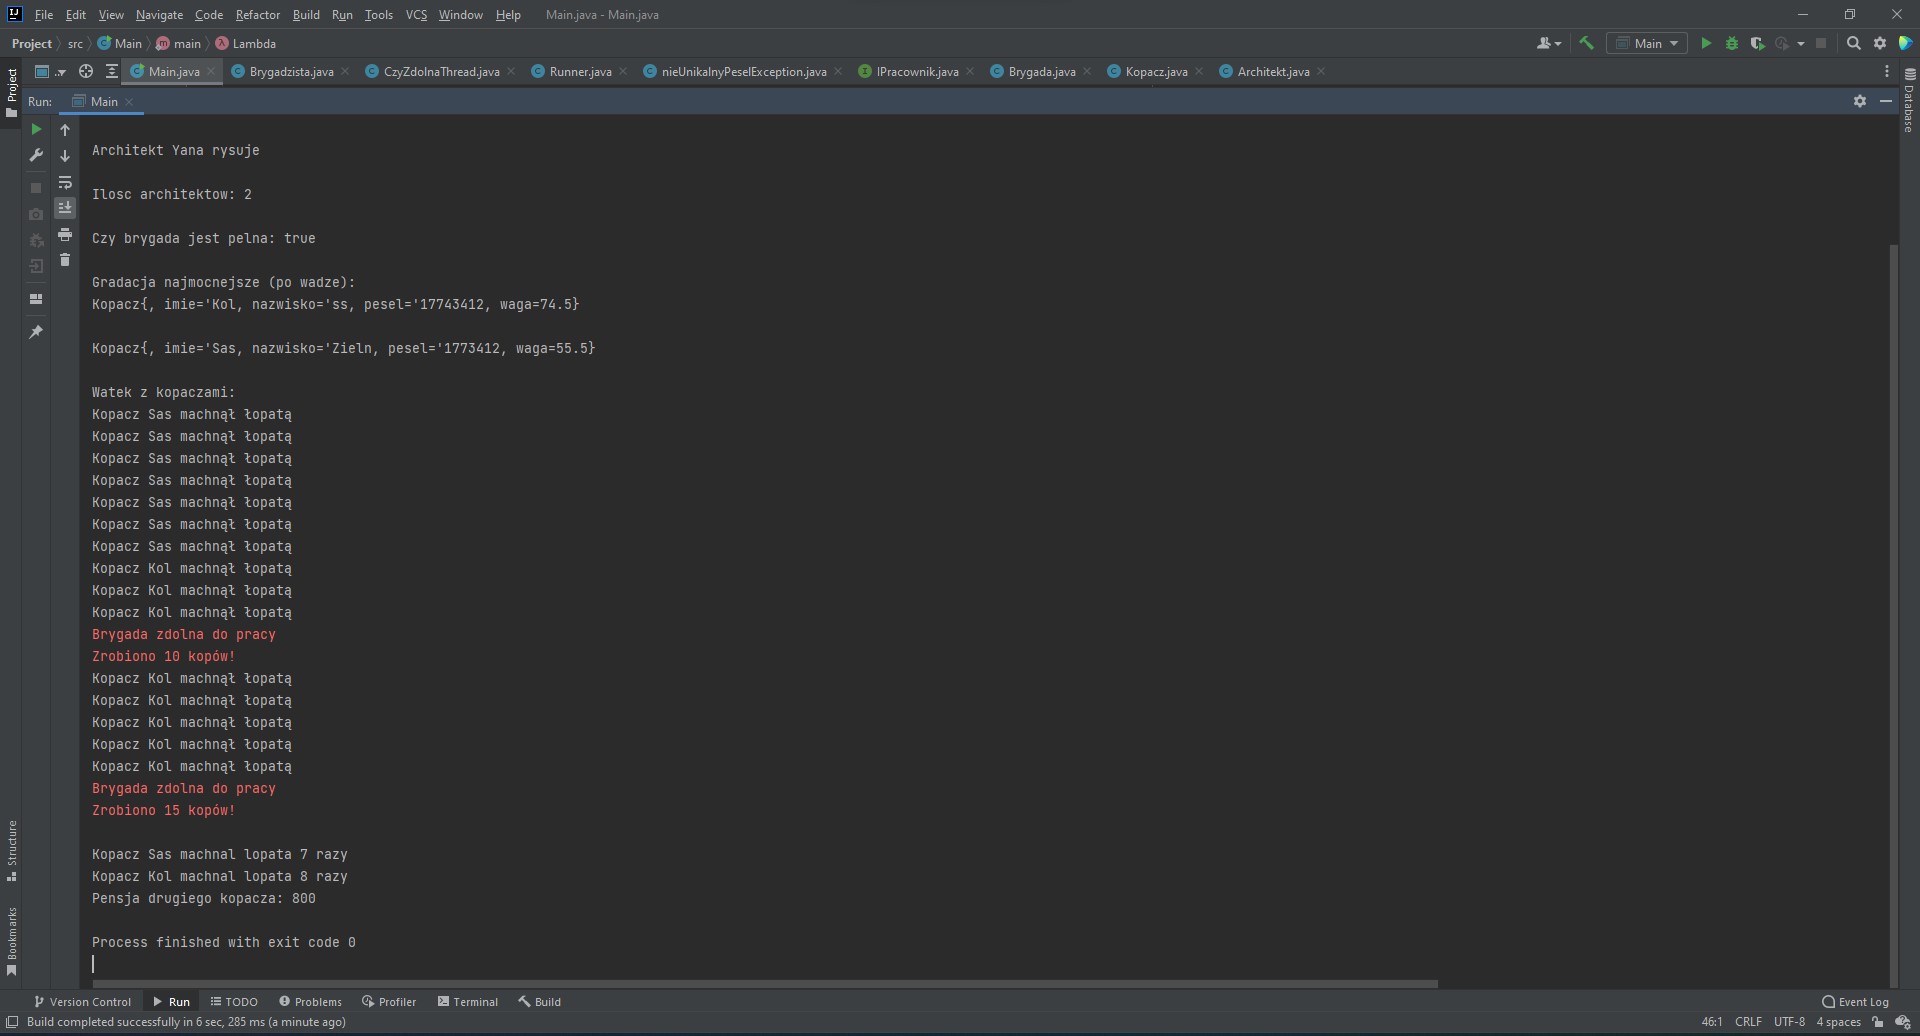 File Edit View Navigate Code Refactor Build Run Tools VCS Window Help Main.java - Main.java
Project src Main main Lambda Main
Main.java Brygadzista.java CzyZdolnaThread.java Runner.java nieUnikalnyPeselException.java IPracownik.java Brygada.java Kopacz.java Architekt.java
Project
Database
Run: Main
Architekt Yana rysuje
Ilosc architektow: 2
Czy brygada jest pelna: true
Gradacja najmocnejsze (po wadze):
Kopacz{, imie='Kol, nazwisko='ss, pesel='17743412, waga=74.5}
Kopacz{, imie='Sas, nazwisko='Zieln, pesel='1773412, waga=55.5}
Watek z kopaczami:
Kopacz Sas machnął łopatą
Kopacz Sas machnął łopatą
Kopacz Sas machnął łopatą
Kopacz Sas machnął łopatą
Kopacz Sas machnął łopatą
Kopacz Sas machnął łopatą
Kopacz Sas machnął łopatą
Kopacz Kol machnął łopatą
Kopacz Kol machnął łopatą
Kopacz Kol machnął łopatą
Brygada zdolna do pracy
Zrobiono 10 kopów!
Kopacz Kol machnął łopatą
Kopacz Kol machnął łopatą
Kopacz Kol machnął łopatą
Kopacz Kol machnął łopatą
Kopacz Kol machnął łopatą
Brygada zdolna do pracy
Zrobiono 15 kopów!
Kopacz Sas machnal lopata 7 razy
Kopacz Kol machnal lopata 8 razy
Pensja drugiego kopacza: 800
Process finished with exit code 0
Structure
Bookmarks
Version Control Run TODO Problems Profiler Terminal Build Event Log
Build completed successfully in 6 sec, 285 ms (a minute ago) 46:1 CRLF UTF-8 4 spaces